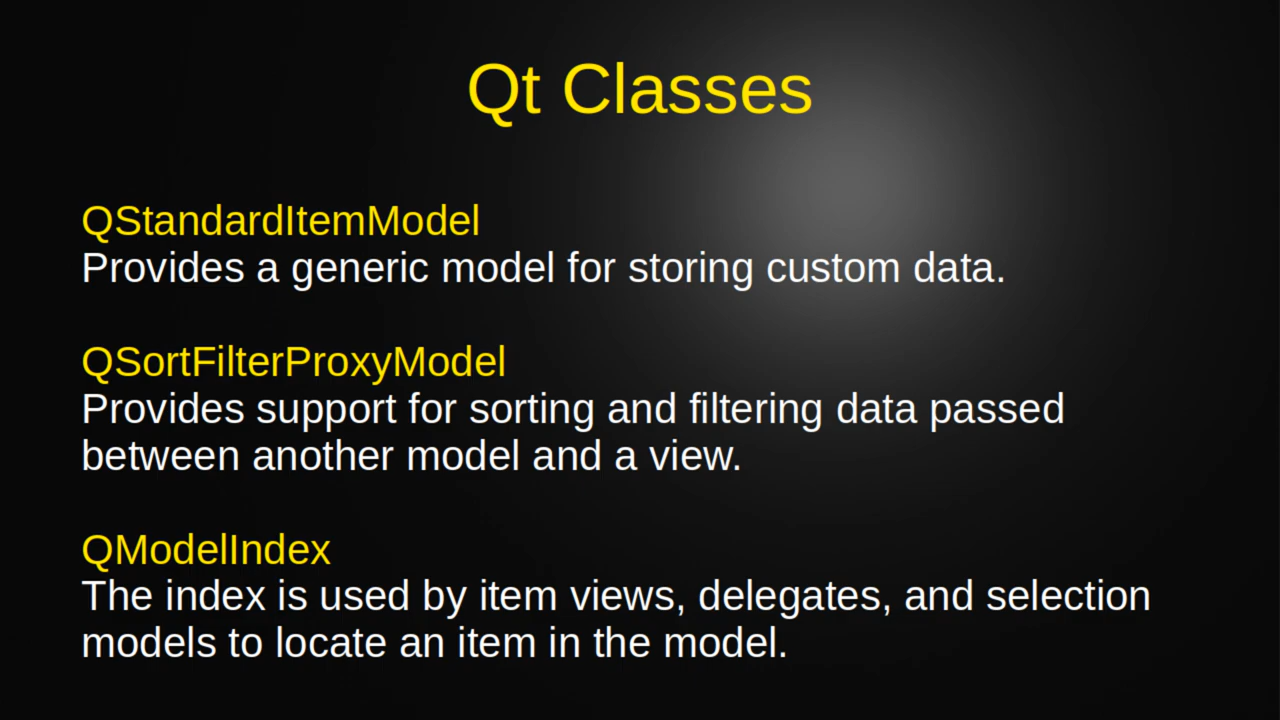 Qt Classes
QStandardItemModel
Provides a generic model for storing custom data.
QSortFilterProxyModel
Provides support for sorting and filtering data passed
between another model and a view.
QModelIndex
The index is used by item views, delegates, and selection
models to locate an item in the model.